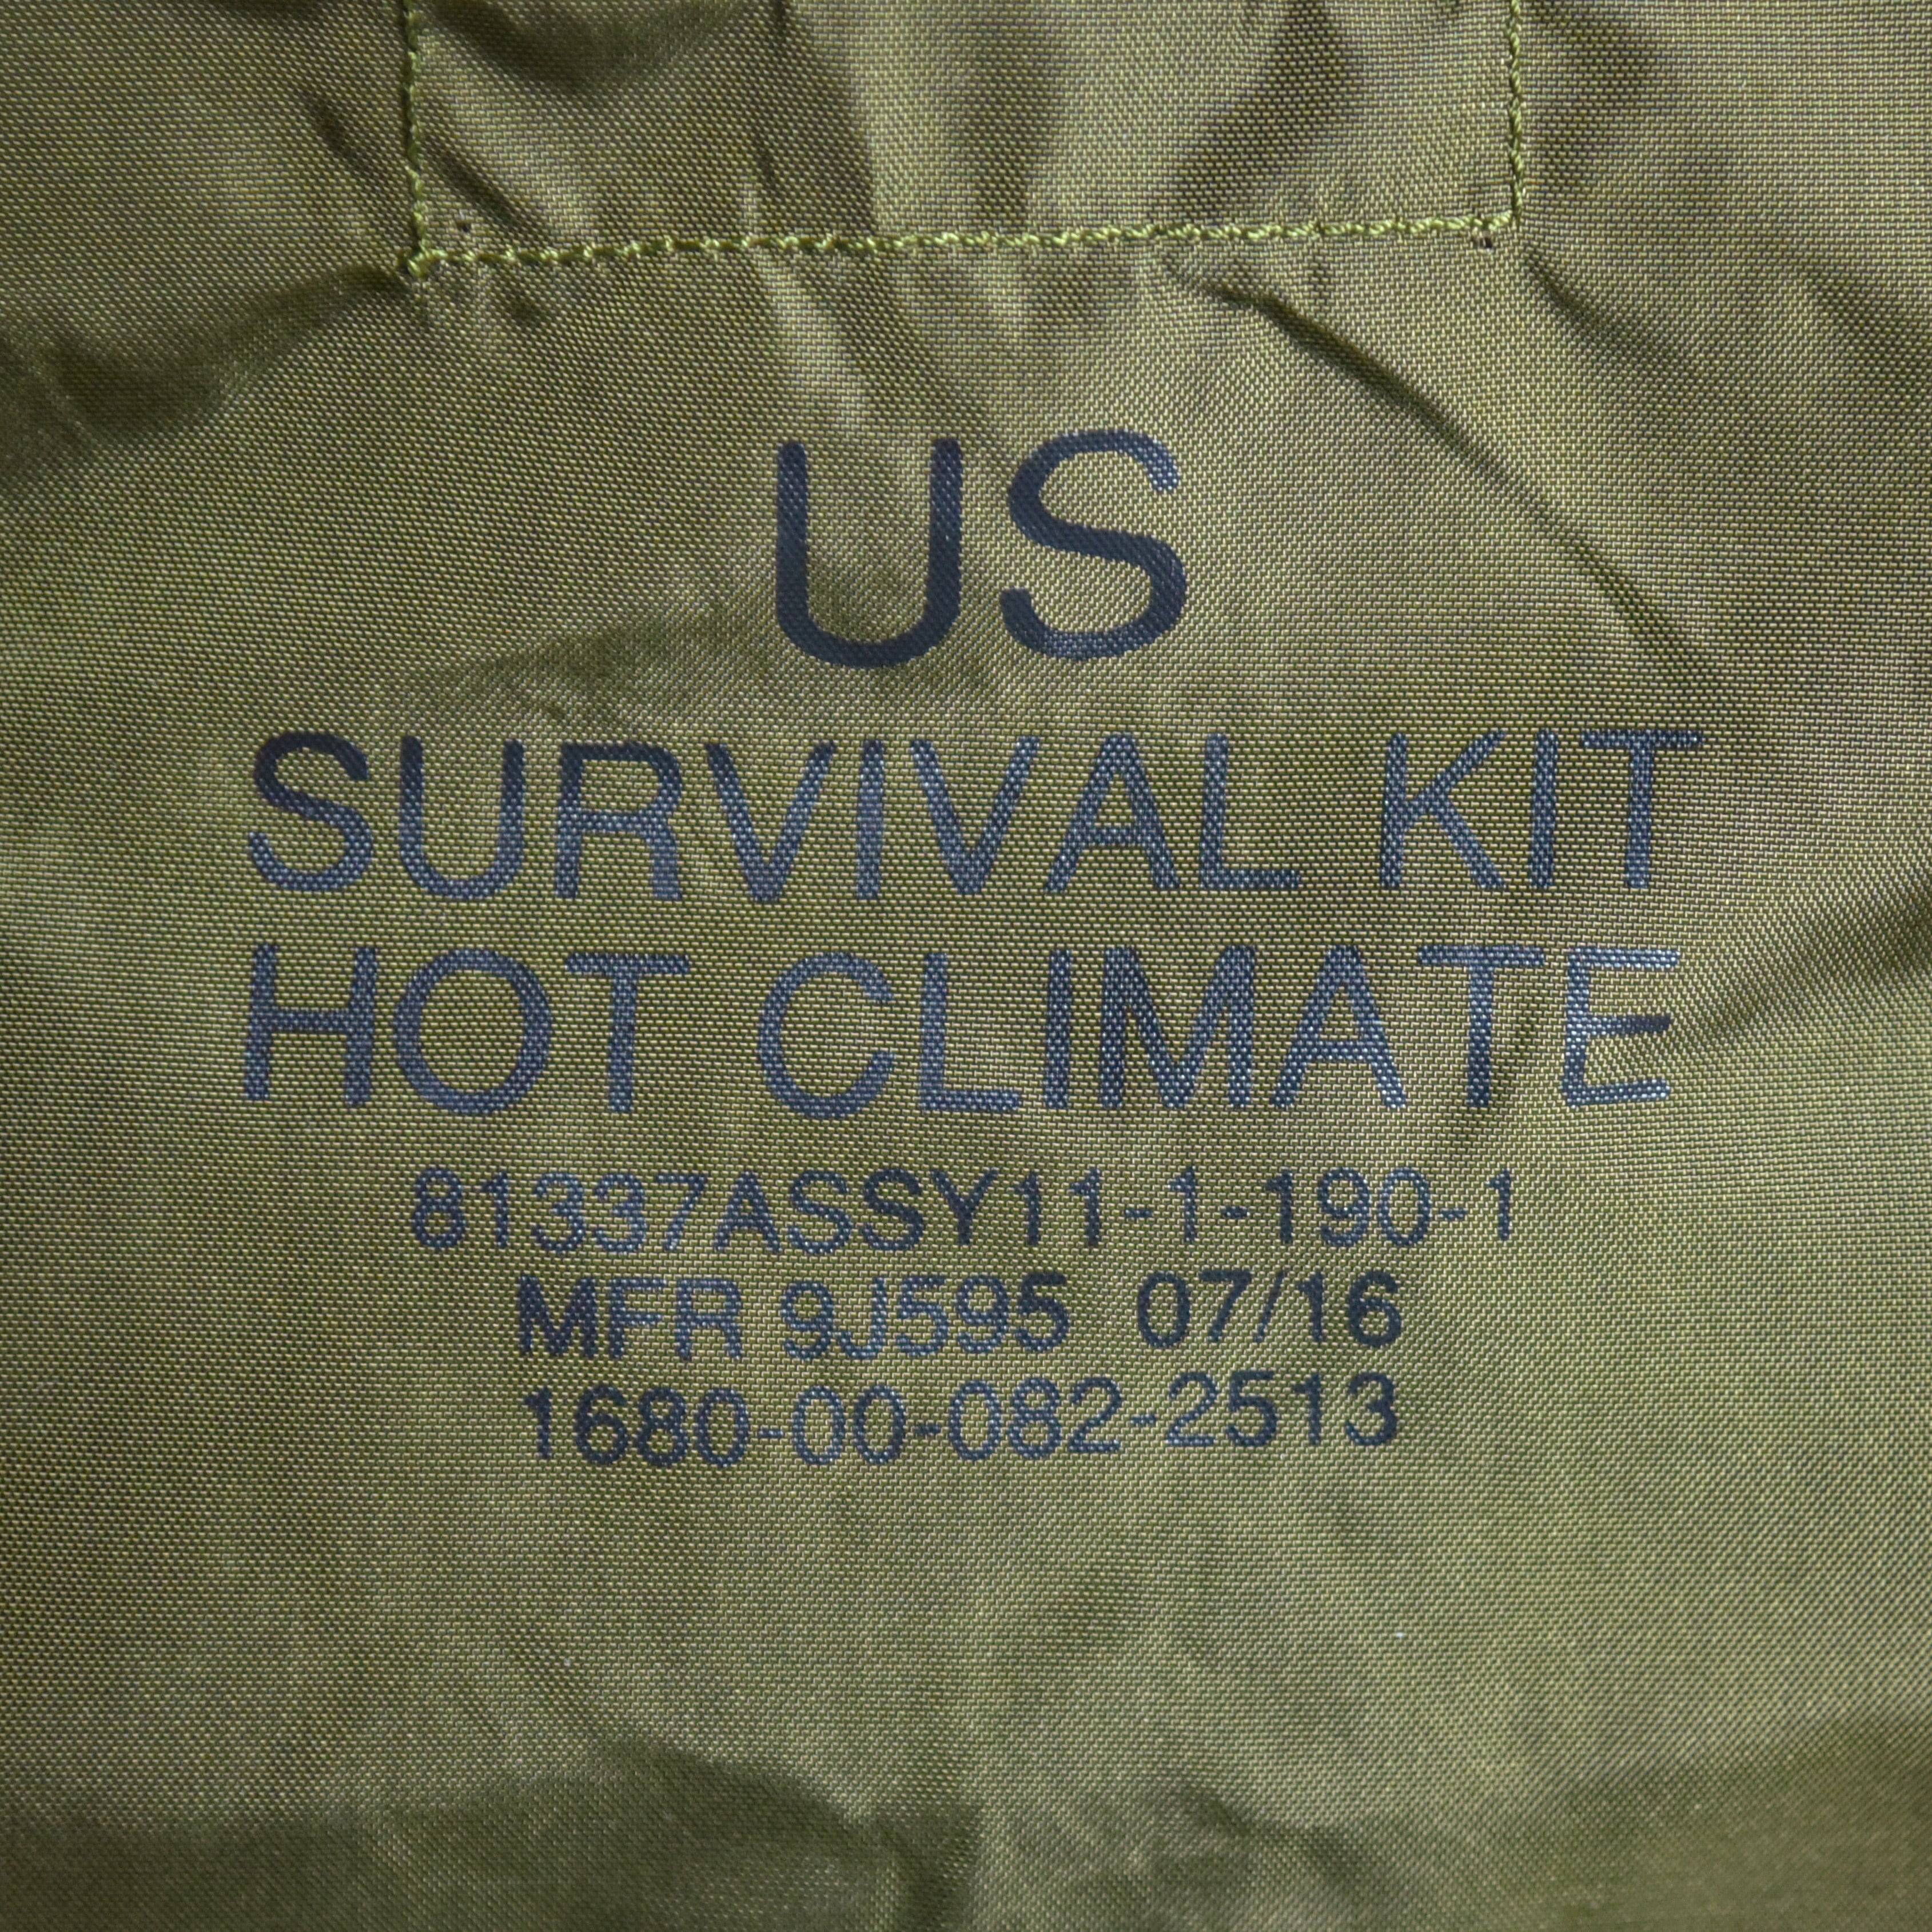 US
SURVIVAL KIT
HOT CLIMATE
81337ASSY11-1-190-1
MFR 9J595 07/16
1680-00-082-2513